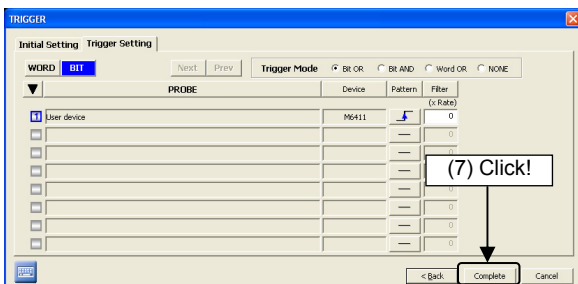 TRIGGER
Initial Setting Trigger Setting
WORD BIT Next Prev Trigger Mode Bit OR Bit AND Word OR NONE
▼ PROBE Device Pattern Filter
(x Rate)
1 User device M6411 0
0
0
0
0
0
0
(7) Click!
< Back Complete Cancel